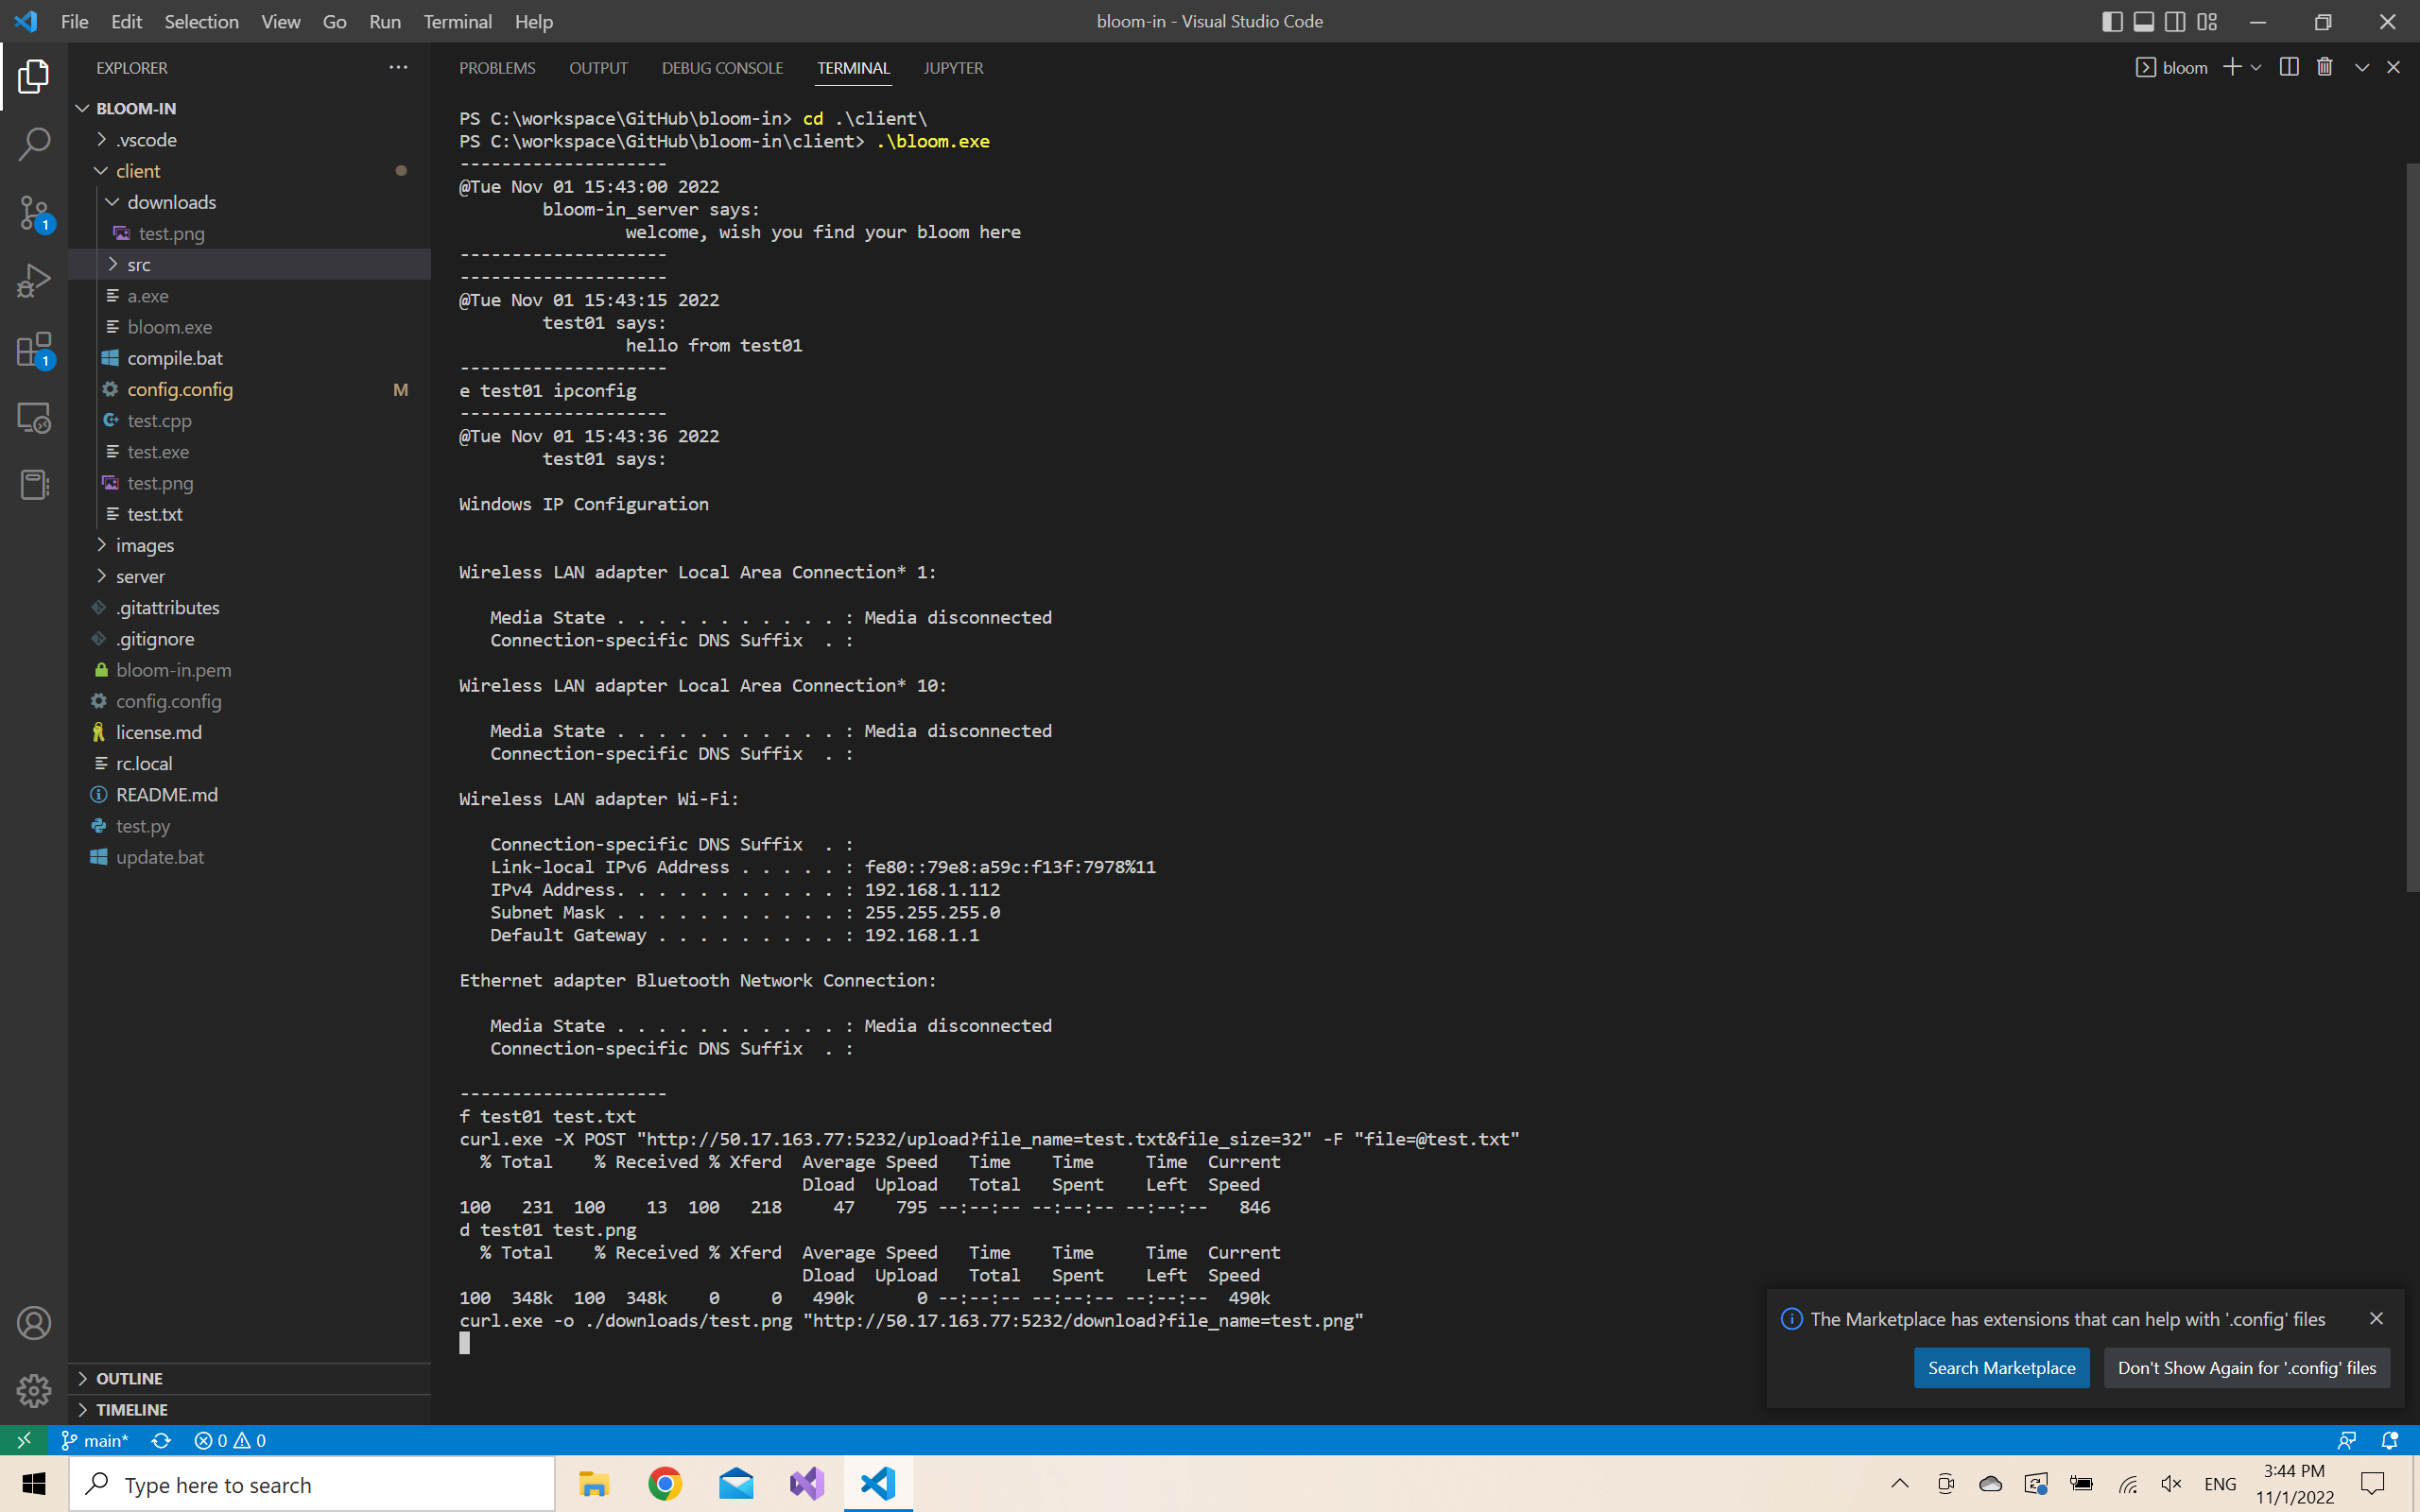 File Edit Selection View Go Run Terminal Help
bloom-in - Visual Studio Code
EXPLORER
BLOOM-IN
.vscode
client
downloads
test.png
src
a.exe
bloom.exe
compile.bat
config.config M
test.cpp
test.exe
test.png
test.txt
images
server
.gitattributes
.gitignore
bloom-in.pem
config.config
license.md
rc.local
README.md
test.py
update.bat
OUTLINE
TIMELINE
1
1
PROBLEMS OUTPUT DEBUG CONSOLE TERMINAL JUPYTER
bloom
PS C:\workspace\GitHub\bloom-in> cd .\client\
PS C:\workspace\GitHub\bloom-in\client> .\bloom.exe
--------------------
@Tue Nov 01 15:43:00 2022
bloom-in_server says:
welcome, wish you find your bloom here
--------------------
--------------------
@Tue Nov 01 15:43:15 2022
test01 says:
hello from test01
--------------------
e test01 ipconfig
--------------------
@Tue Nov 01 15:43:36 2022
test01 says:
Windows IP Configuration
Wireless LAN adapter Local Area Connection* 1:
Media State . . . . . . . . . . . : Media disconnected
Connection-specific DNS Suffix  . :
Wireless LAN adapter Local Area Connection* 10:
Media State . . . . . . . . . . . : Media disconnected
Connection-specific DNS Suffix  . :
Wireless LAN adapter Wi-Fi:
Connection-specific DNS Suffix  . :
Link-local IPv6 Address . . . . . : fe80::79e8:a59c:f13f:7978%11
IPv4 Address. . . . . . . . . . . : 192.168.1.112
Subnet Mask . . . . . . . . . . . : 255.255.255.0
Default Gateway . . . . . . . . . : 192.168.1.1
Ethernet adapter Bluetooth Network Connection:
Media State . . . . . . . . . . . : Media disconnected
Connection-specific DNS Suffix  . :
--------------------
f test01 test.txt
curl.exe -X POST "http://50.17.163.77:5232/upload?file_name=test.txt&file_size=32" -F "file=@test.txt"
% Total    % Received % Xferd  Average Speed   Time    Time     Time  Current
Dload  Upload   Total   Spent    Left  Speed
100   231  100    13  100   218     47    795 --:--:-- --:--:-- --:--:--   846
d test01 test.png
% Total    % Received % Xferd  Average Speed   Time    Time     Time  Current
Dload  Upload   Total   Spent    Left  Speed
100  348k  100  348k    0     0   490k      0 --:--:-- --:--:-- --:--:--  490k
curl.exe -o ./downloads/test.png "http://50.17.163.77:5232/download?file_name=test.png"
The Marketplace has extensions that can help with '.config' files
Search Marketplace
Don't Show Again for '.config' files
main* 0 0
Type here to search
ENG
3:44 PM
11/1/2022